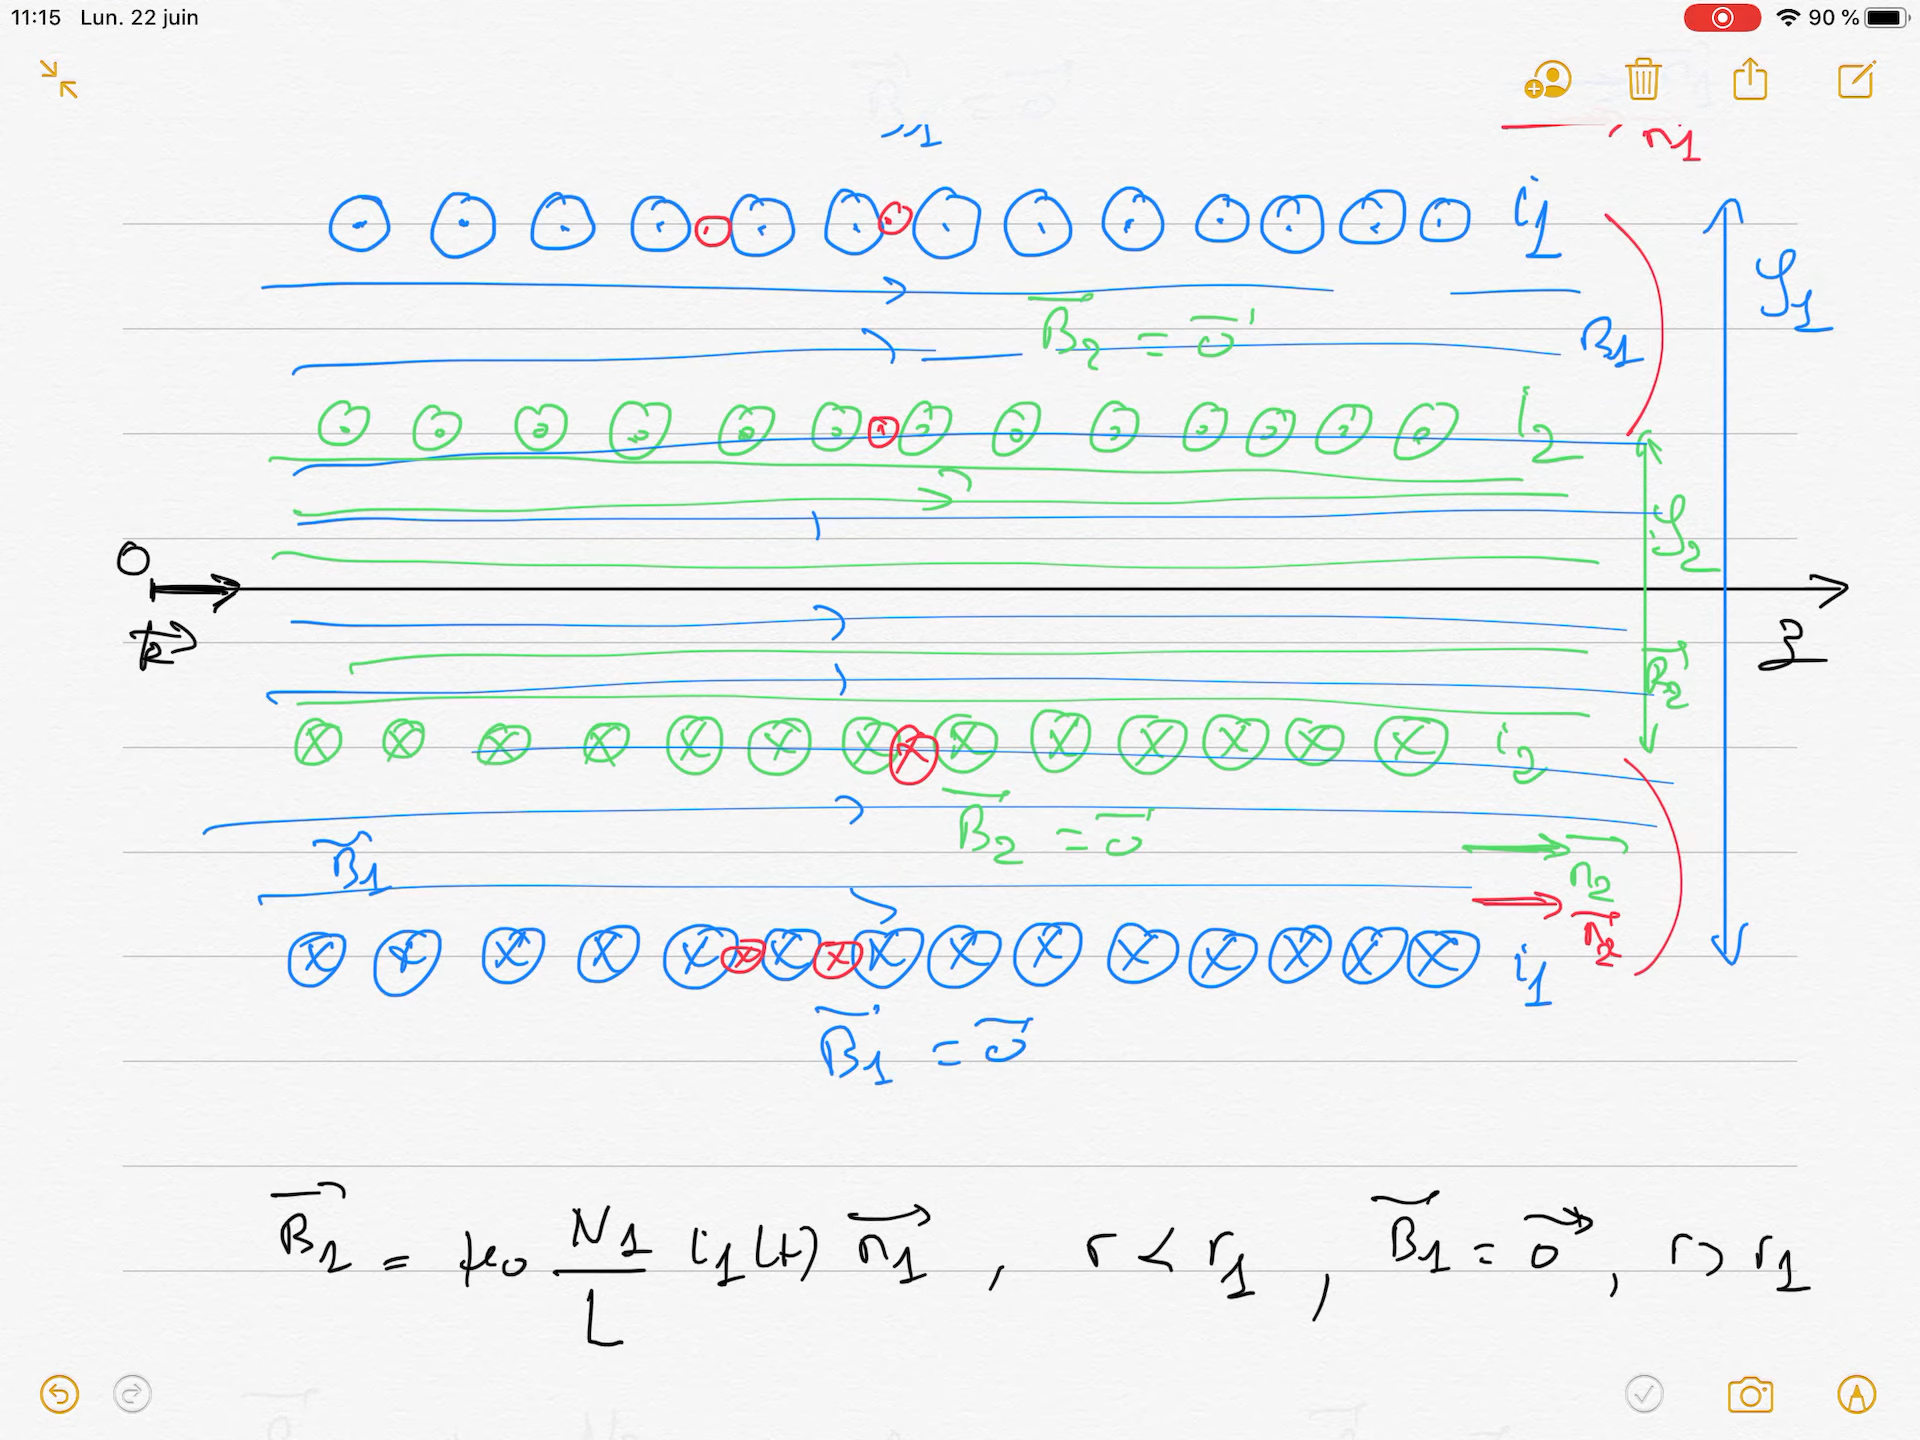 11:15 Lun. 22 juin 90 %
n1
i1
S1
B2 = 0
B1
i2
S2
O
k
z
B2
i2
B1
B2 = 0
n2
n2
i1
B1 = 0
B1 = μ0 N1/L i1(t) n1 , r < r1 , B1 = 0 , r > r1